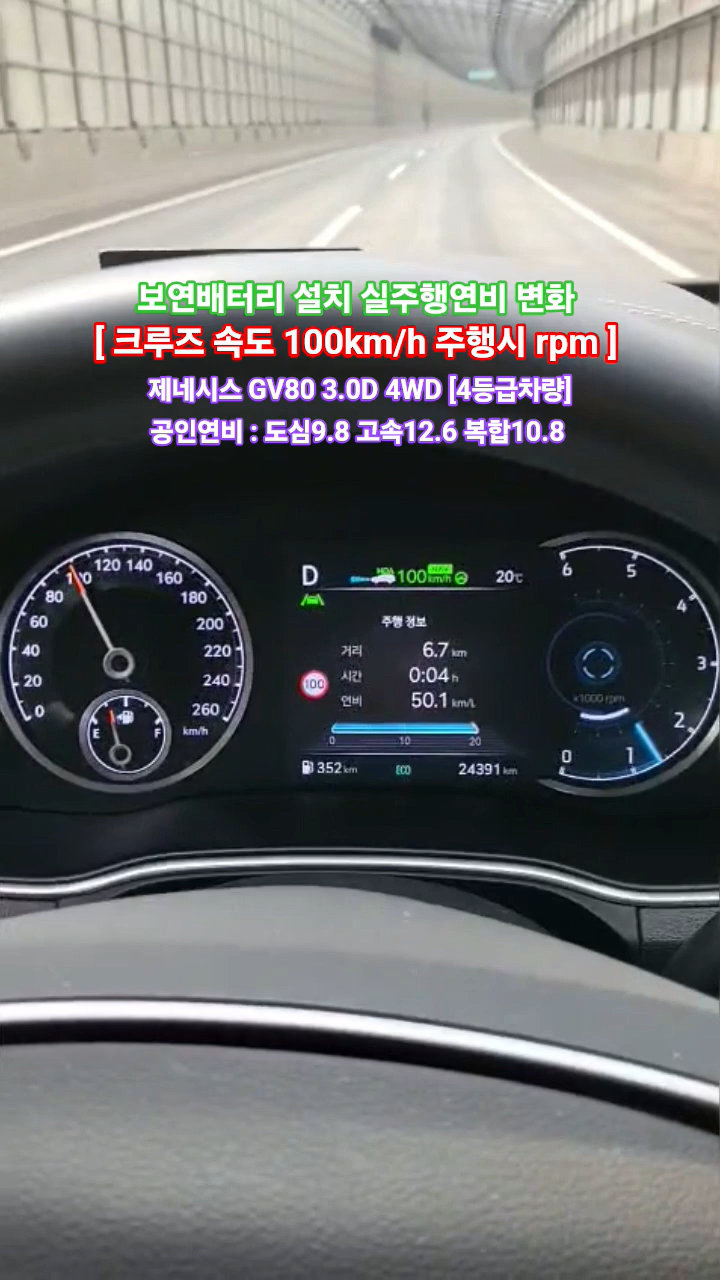 보연배터리 설치 실주행연비 변화
[ 크루즈 속도 100km/h 주행시 rpm ]
제네시스 GV80 3.0D 4WD [4등급차량]
공인연비 : 도심9.8 고속12.6 복합10.8
0 20 40 60 80 100 120 140 160 180 200 220 240 260
km/h
E F
D HDA 100 km/h NAV 20℃
주행 정보
거리 6.7 km
100
시간 0:04 h
연비 50.1 km/L
0 10 20
352 km ECO 24391 km
6 5 4 3 2 1 0
x1000 rpm